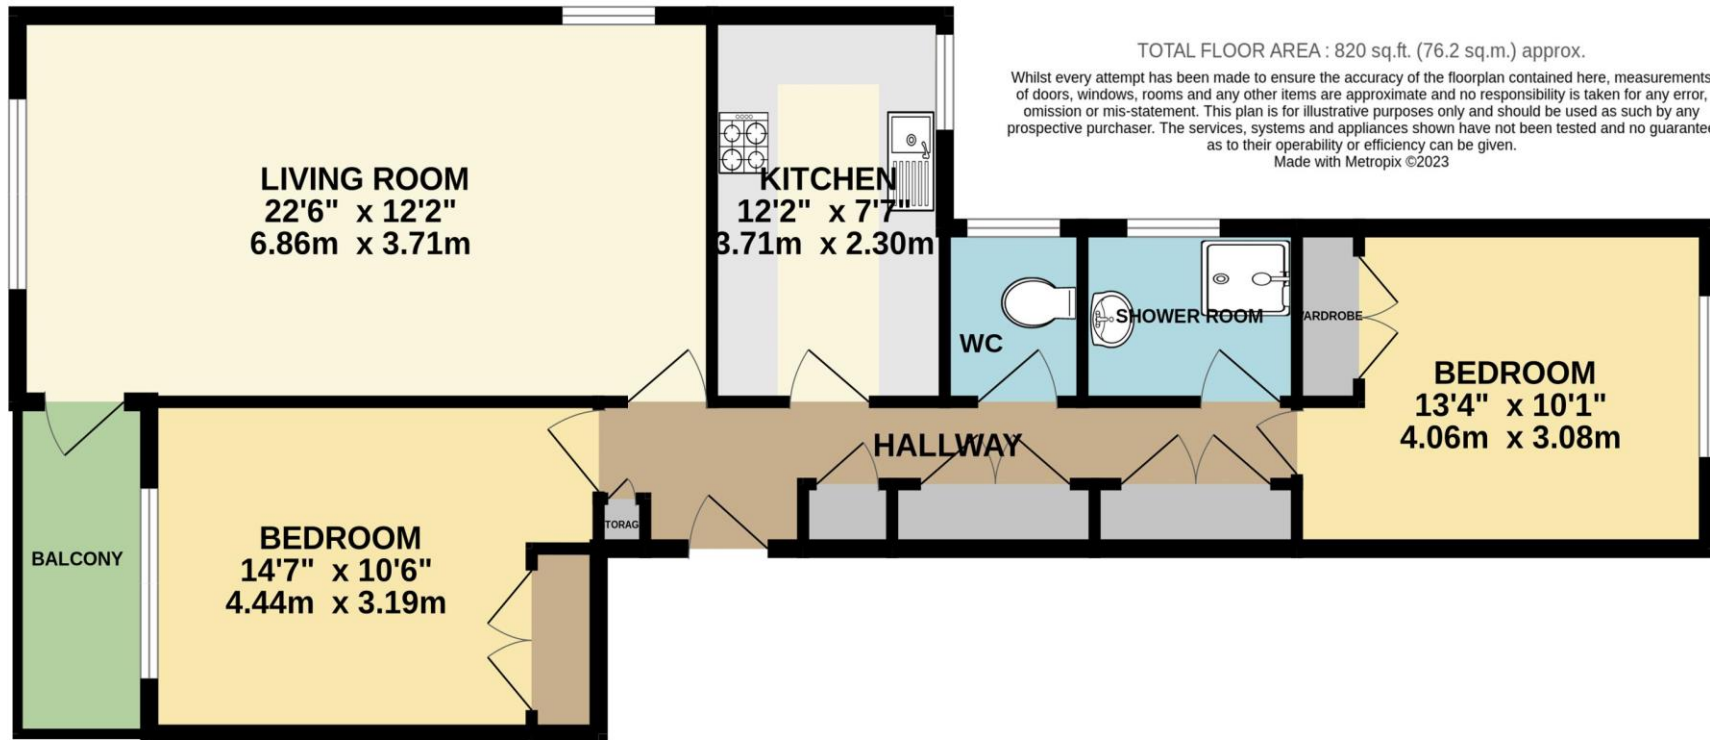 TOTAL FLOOR AREA : 820 sq.ft. (76.2 sq.m.) approx.
Whilst every attempt has been made to ensure the accuracy of the floorplan contained here, measurements
of doors, windows, rooms and any other items are approximate and no responsibility is taken for any error,
omission or mis-statement. This plan is for illustrative purposes only and should be used as such by any
prospective purchaser. The services, systems and appliances shown have not been tested and no guarantee
as to their operability or efficiency can be given.
Made with Metropix ©2023
LIVING ROOM
22'6" x 12'2"
6.86m x 3.71m
KITCHEN
12'2" x 7'7"
3.71m x 2.30m
WC
SHOWER ROOM
ARDROBE
BEDROOM
13'4" x 10'1"
4.06m x 3.08m
HALLWAY
TORAG
BALCONY
BEDROOM
14'7" x 10'6"
4.44m x 3.19m